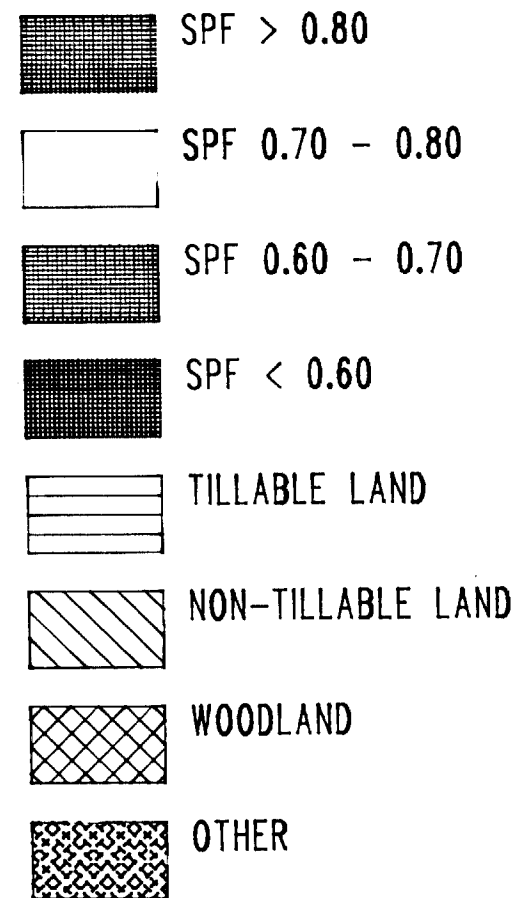 SPF > 0.80
SPF 0.70 - 0.80
SPF 0.60 - 0.70
SPF < 0.60
TILLABLE LAND
NON-TILLABLE LAND
WOODLAND
OTHER